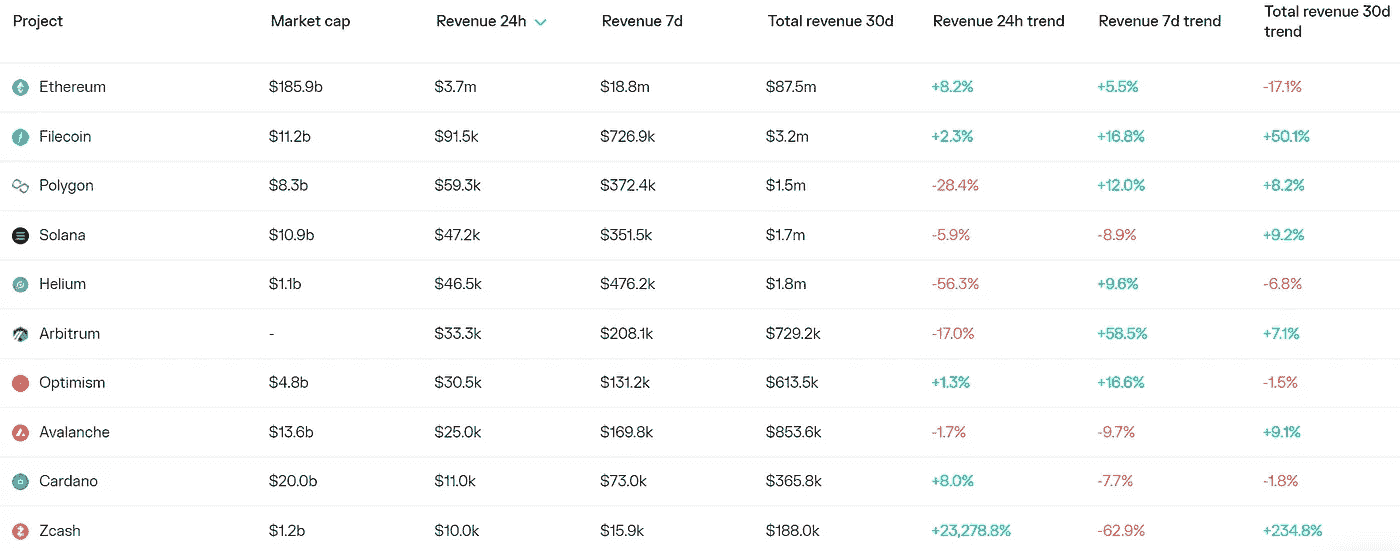 Project Market cap Revenue 24h Revenue 7d Total revenue 30d Revenue 24h trend Revenue 7d trend Total revenue 30d trend
Ethereum $185.9b $3.7m $18.8m $87.5m +8.2% +5.5% -17.1%
Filecoin $11.2b $91.5k $726.9k $3.2m +2.3% +16.8% +50.1%
Polygon $8.3b $59.3k $372.4k $1.5m -28.4% +12.0% +8.2%
Solana $10.9b $47.2k $351.5k $1.7m -5.9% -8.9% +9.2%
Helium $1.1b $46.5k $476.2k $1.8m -56.3% +9.6% -6.8%
Arbitrum - $33.3k $208.1k $729.2k -17.0% +58.5% +7.1%
Optimism $4.8b $30.5k $131.2k $613.5k +1.3% +16.6% -1.5%
Avalanche $13.6b $25.0k $169.8k $853.6k -1.7% -9.7% +9.1%
Cardano $20.0b $11.0k $73.0k $365.8k +8.0% -7.7% -1.8%
Zcash $1.2b $10.0k $15.9k $188.0k +23,278.8% -62.9% +234.8%